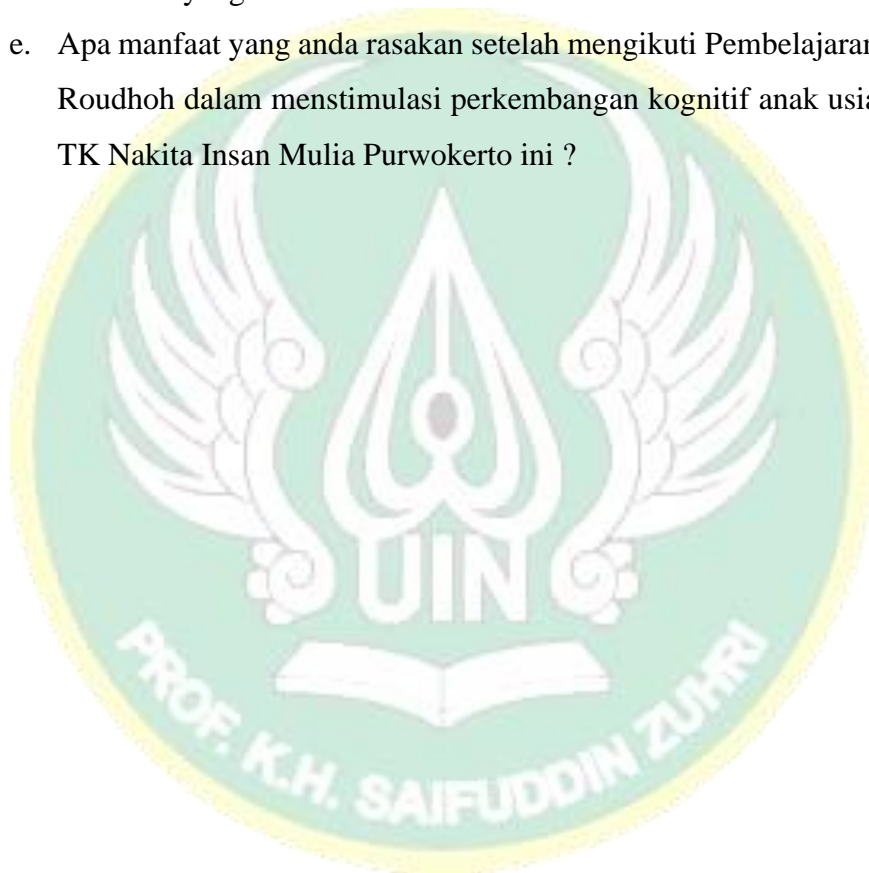 e. Apa manfaat yang anda rasakan setelah mengikuti Pembelajaran
Roudhoh dalam menstimulasi perkembangan kognitif anak usia
TK Nakita Insan Mulia Purwokerto ini ?
UIN
PROF. K.H. SAIFUDDIN ZUHRI